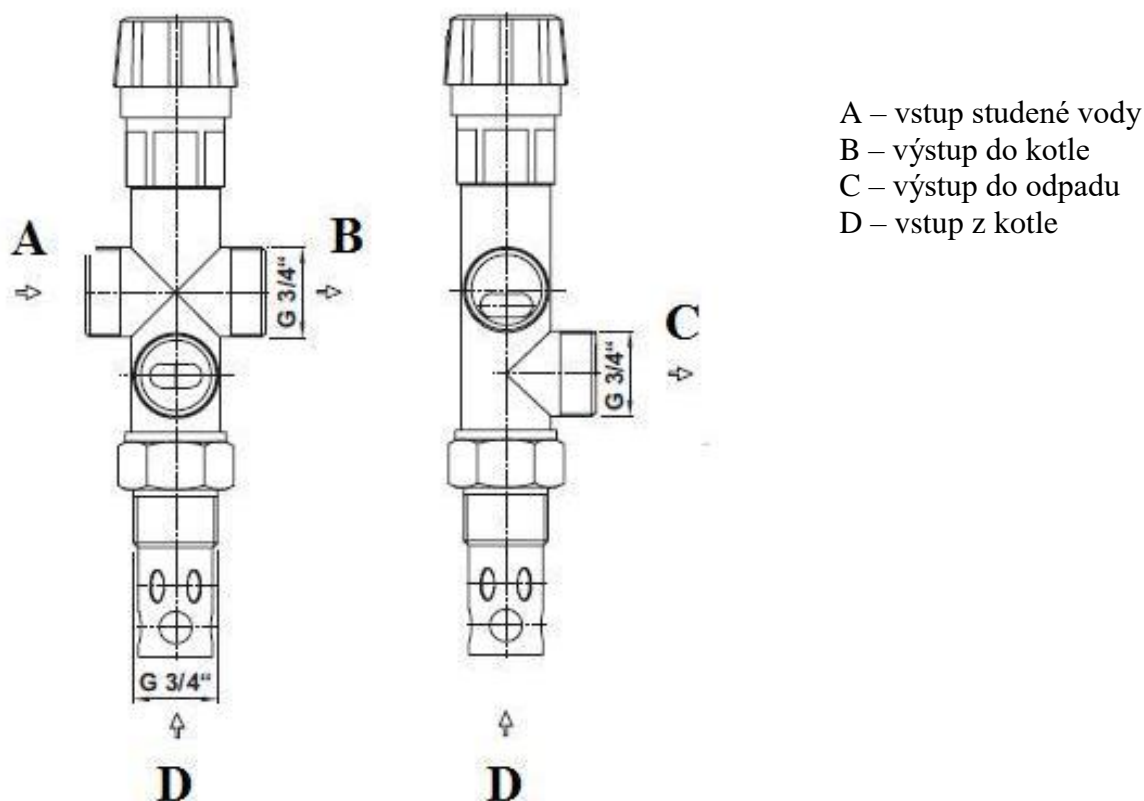 A – vstup studené vody
B – výstup do kotle
C – výstup do odpadu
D – vstup z kotle
A
B
G 3/4“
C
G 3/4“
G 3/4“
D
D